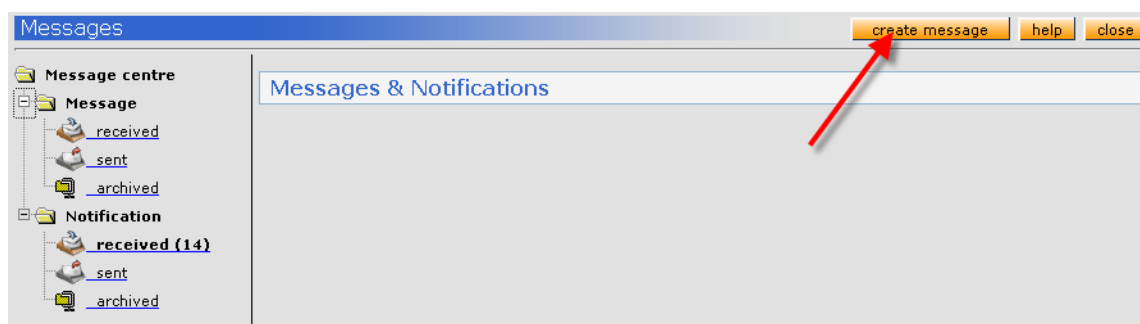 Messages
create message
help
close
Message centre
Message
received
sent
archived
Notification
received (14)
sent
archived
Messages & Notifications